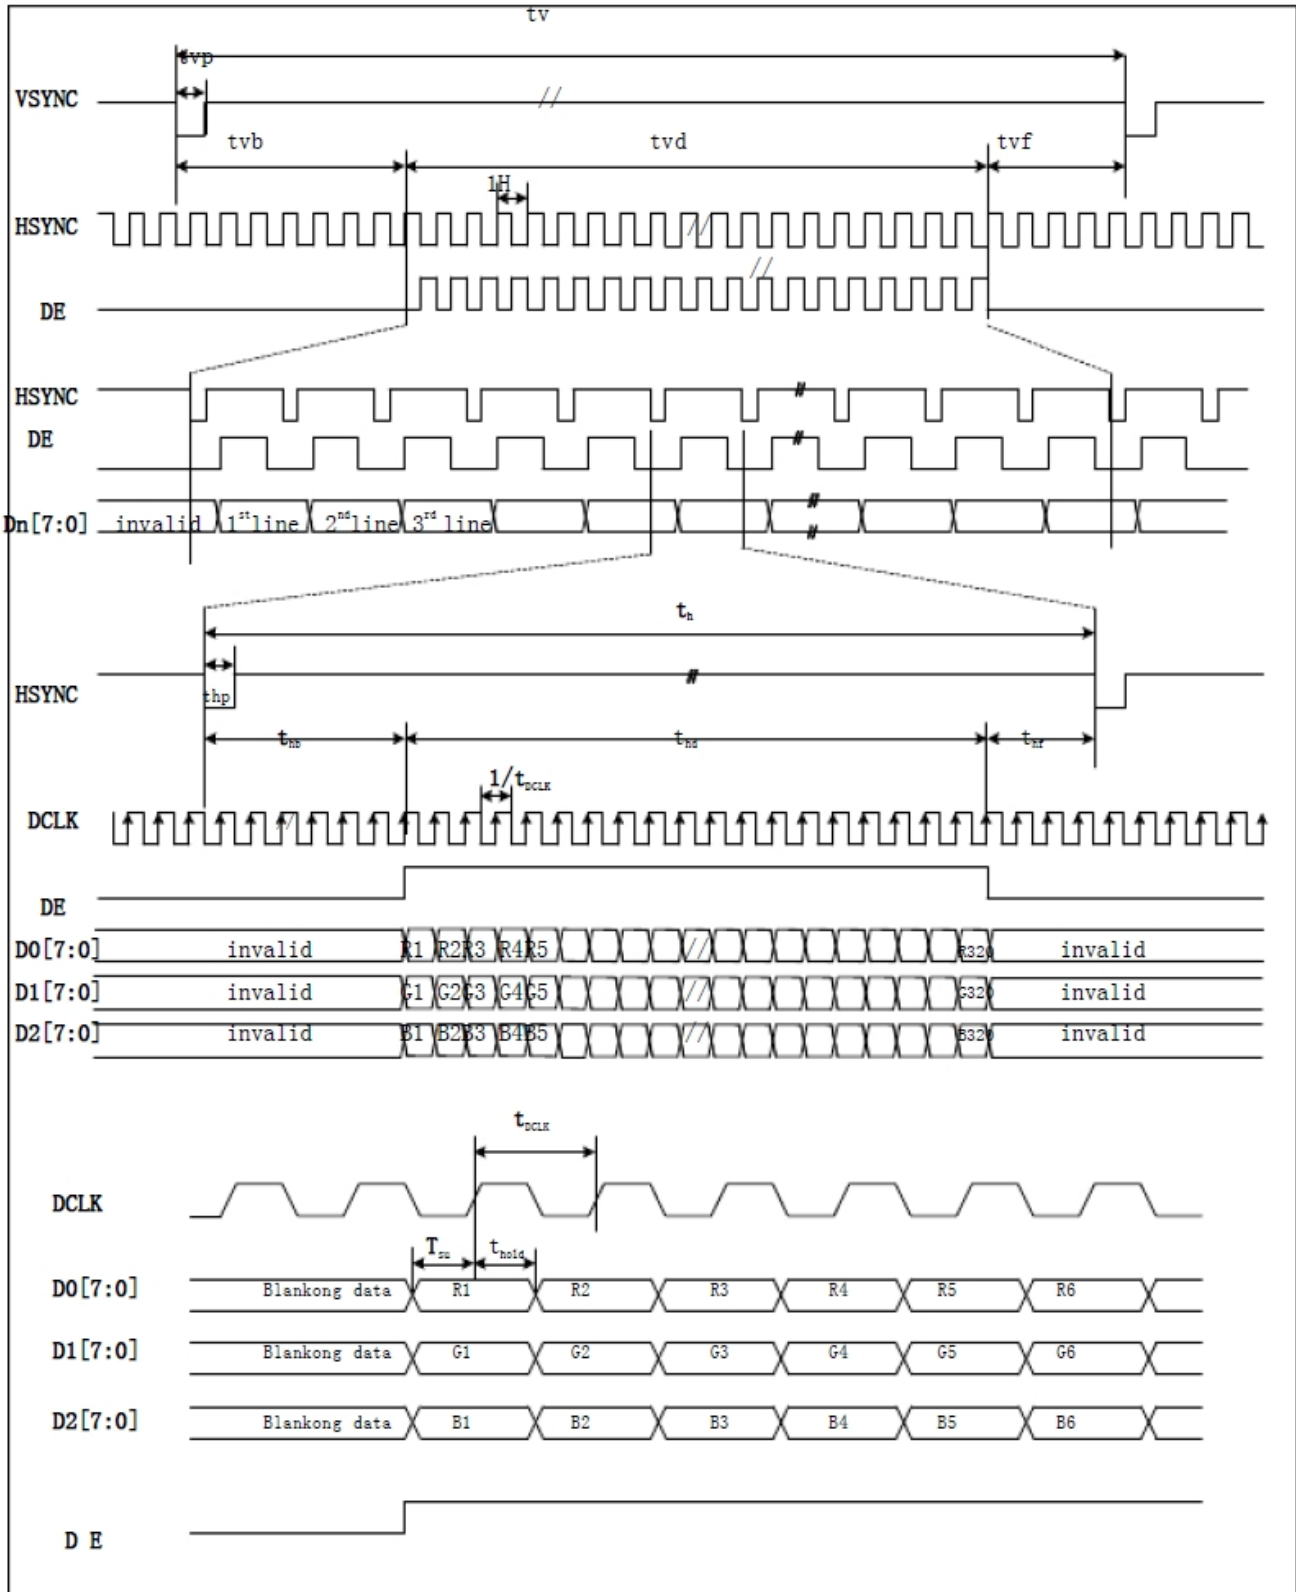 tv
tvp
VSYNC //
tvb tvd tvf
1H
HSYNC //
//
DE
HSYNC //
DE //
Dn[7:0] invalid 1st line 2nd line 3rd line // //
th
HSYNC thp //
thb thd thf
1/tDCLK
DCLK //
DE
D0[7:0] invalid R1 R2 R3 R4 R5 // R320 invalid
D1[7:0] invalid G1 G2 G3 G4 G5 // G320 invalid
D2[7:0] invalid B1 B2 B3 B4 B5 // B320 invalid
tDCLK
DCLK
Tsu thold
D0[7:0] Blankong data R1 R2 R3 R4 R5 R6
D1[7:0] Blankong data G1 G2 G3 G4 G5 G6
D2[7:0] Blankong data B1 B2 B3 B4 B5 B6
D E